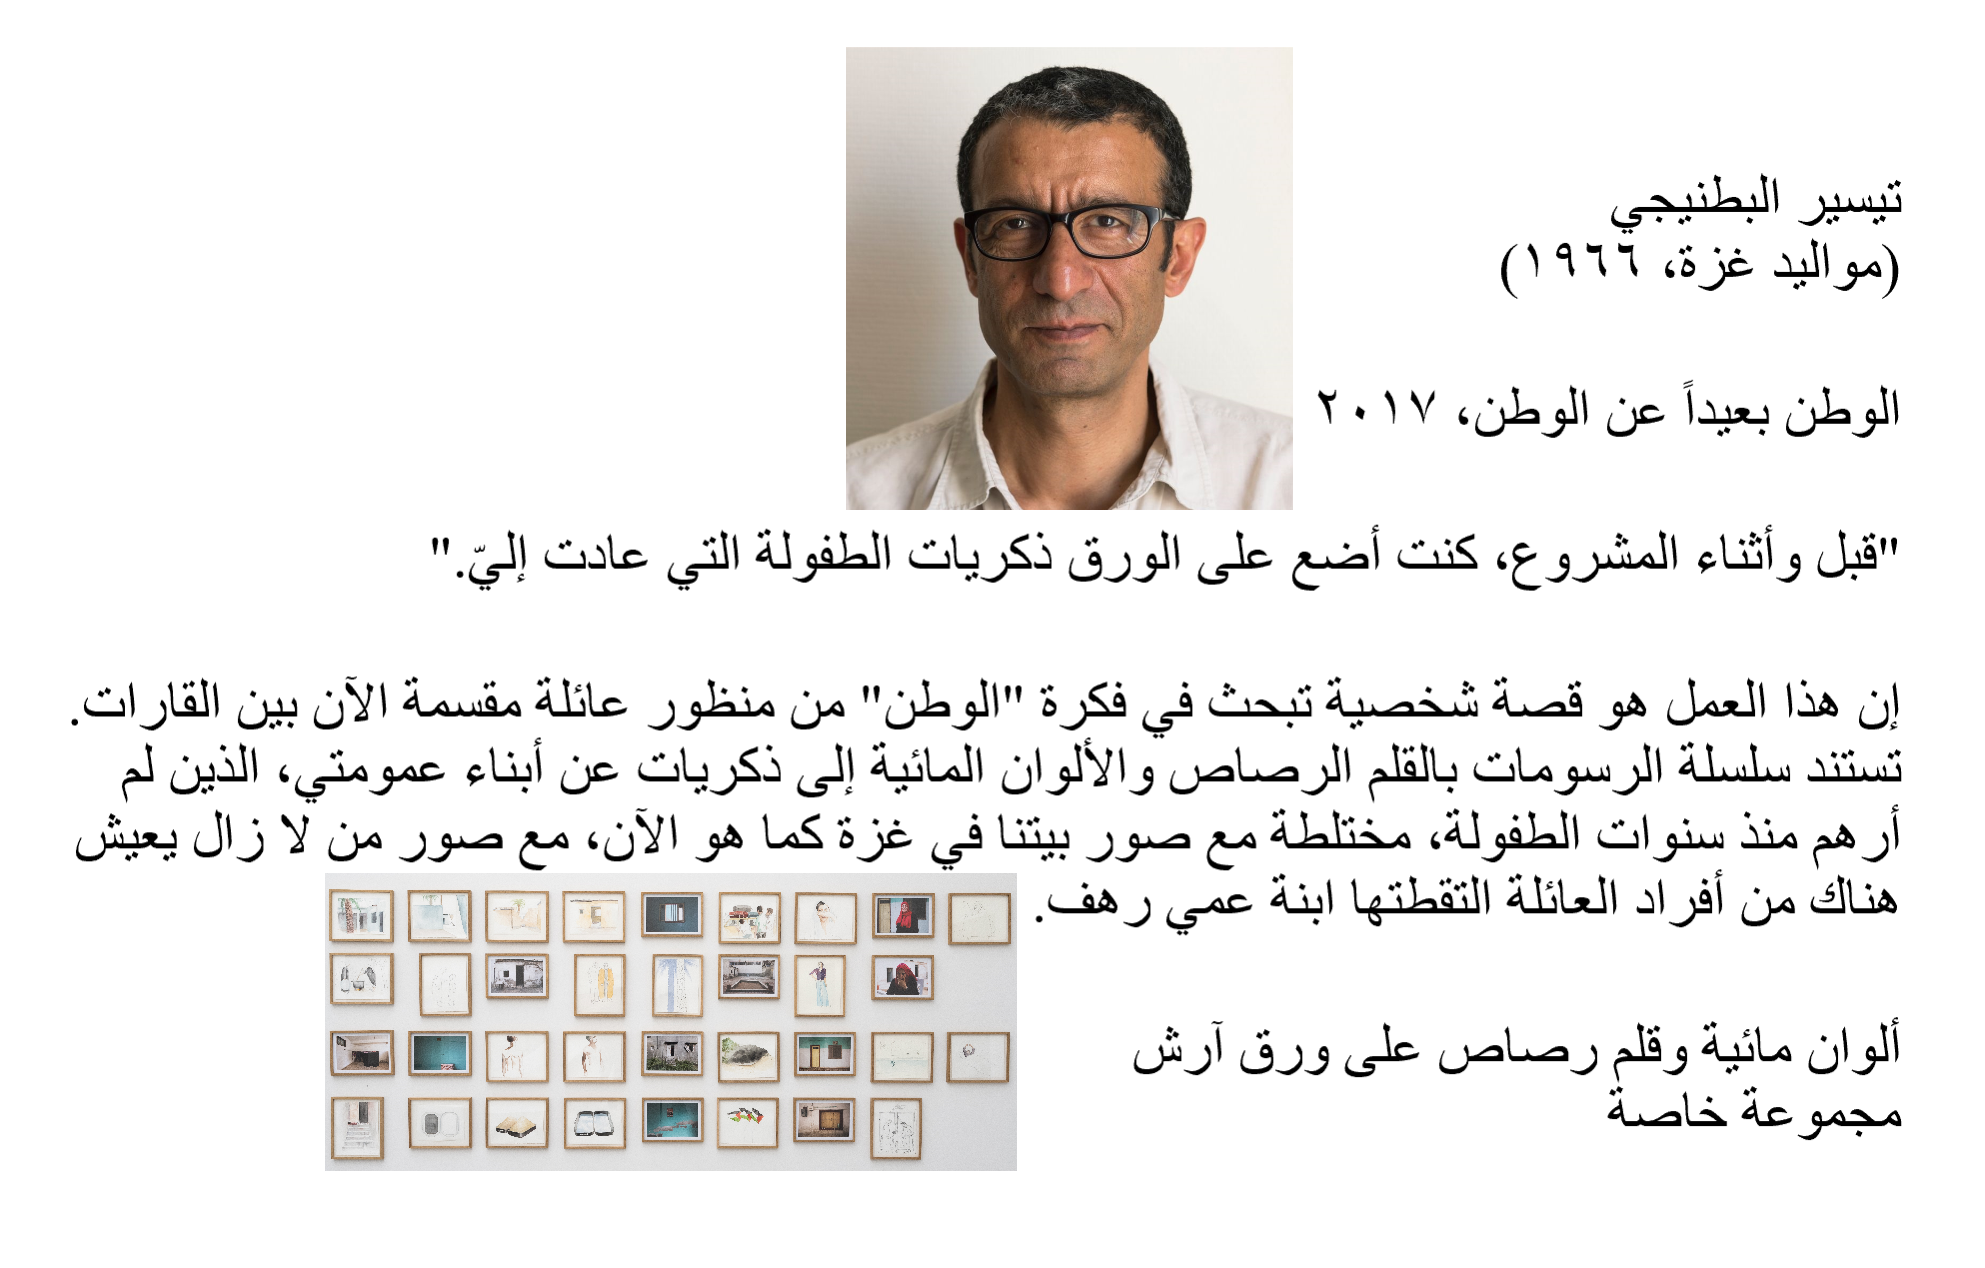 تيسير البطنيجي
(مواليد غزة، ١٩٦٦)
الوطن بعيداً عن الوطن، ٢٠١٧
"قبل وأثناء المشروع، كنت أضع على الورق ذكريات الطفولة التي عادت إليّ."
إن هذا العمل هو قصة شخصية تبحث في فكرة "الوطن" من منظور عائلة مقسمة الآن بين القارات.
تستند سلسلة الرسومات بالقلم الرصاص والألوان المائية إلى ذكريات عن أبناء عمومتي، الذين لم
أرهم منذ سنوات الطفولة، مختلطة مع صور بيتنا في غزة كما هو الآن، مع صور من لا زال يعيش
هناك من أفراد العائلة التقطتها ابنة عمي رهف.
ألوان مائية وقلم رصاص على ورق آرش
مجموعة خاصة